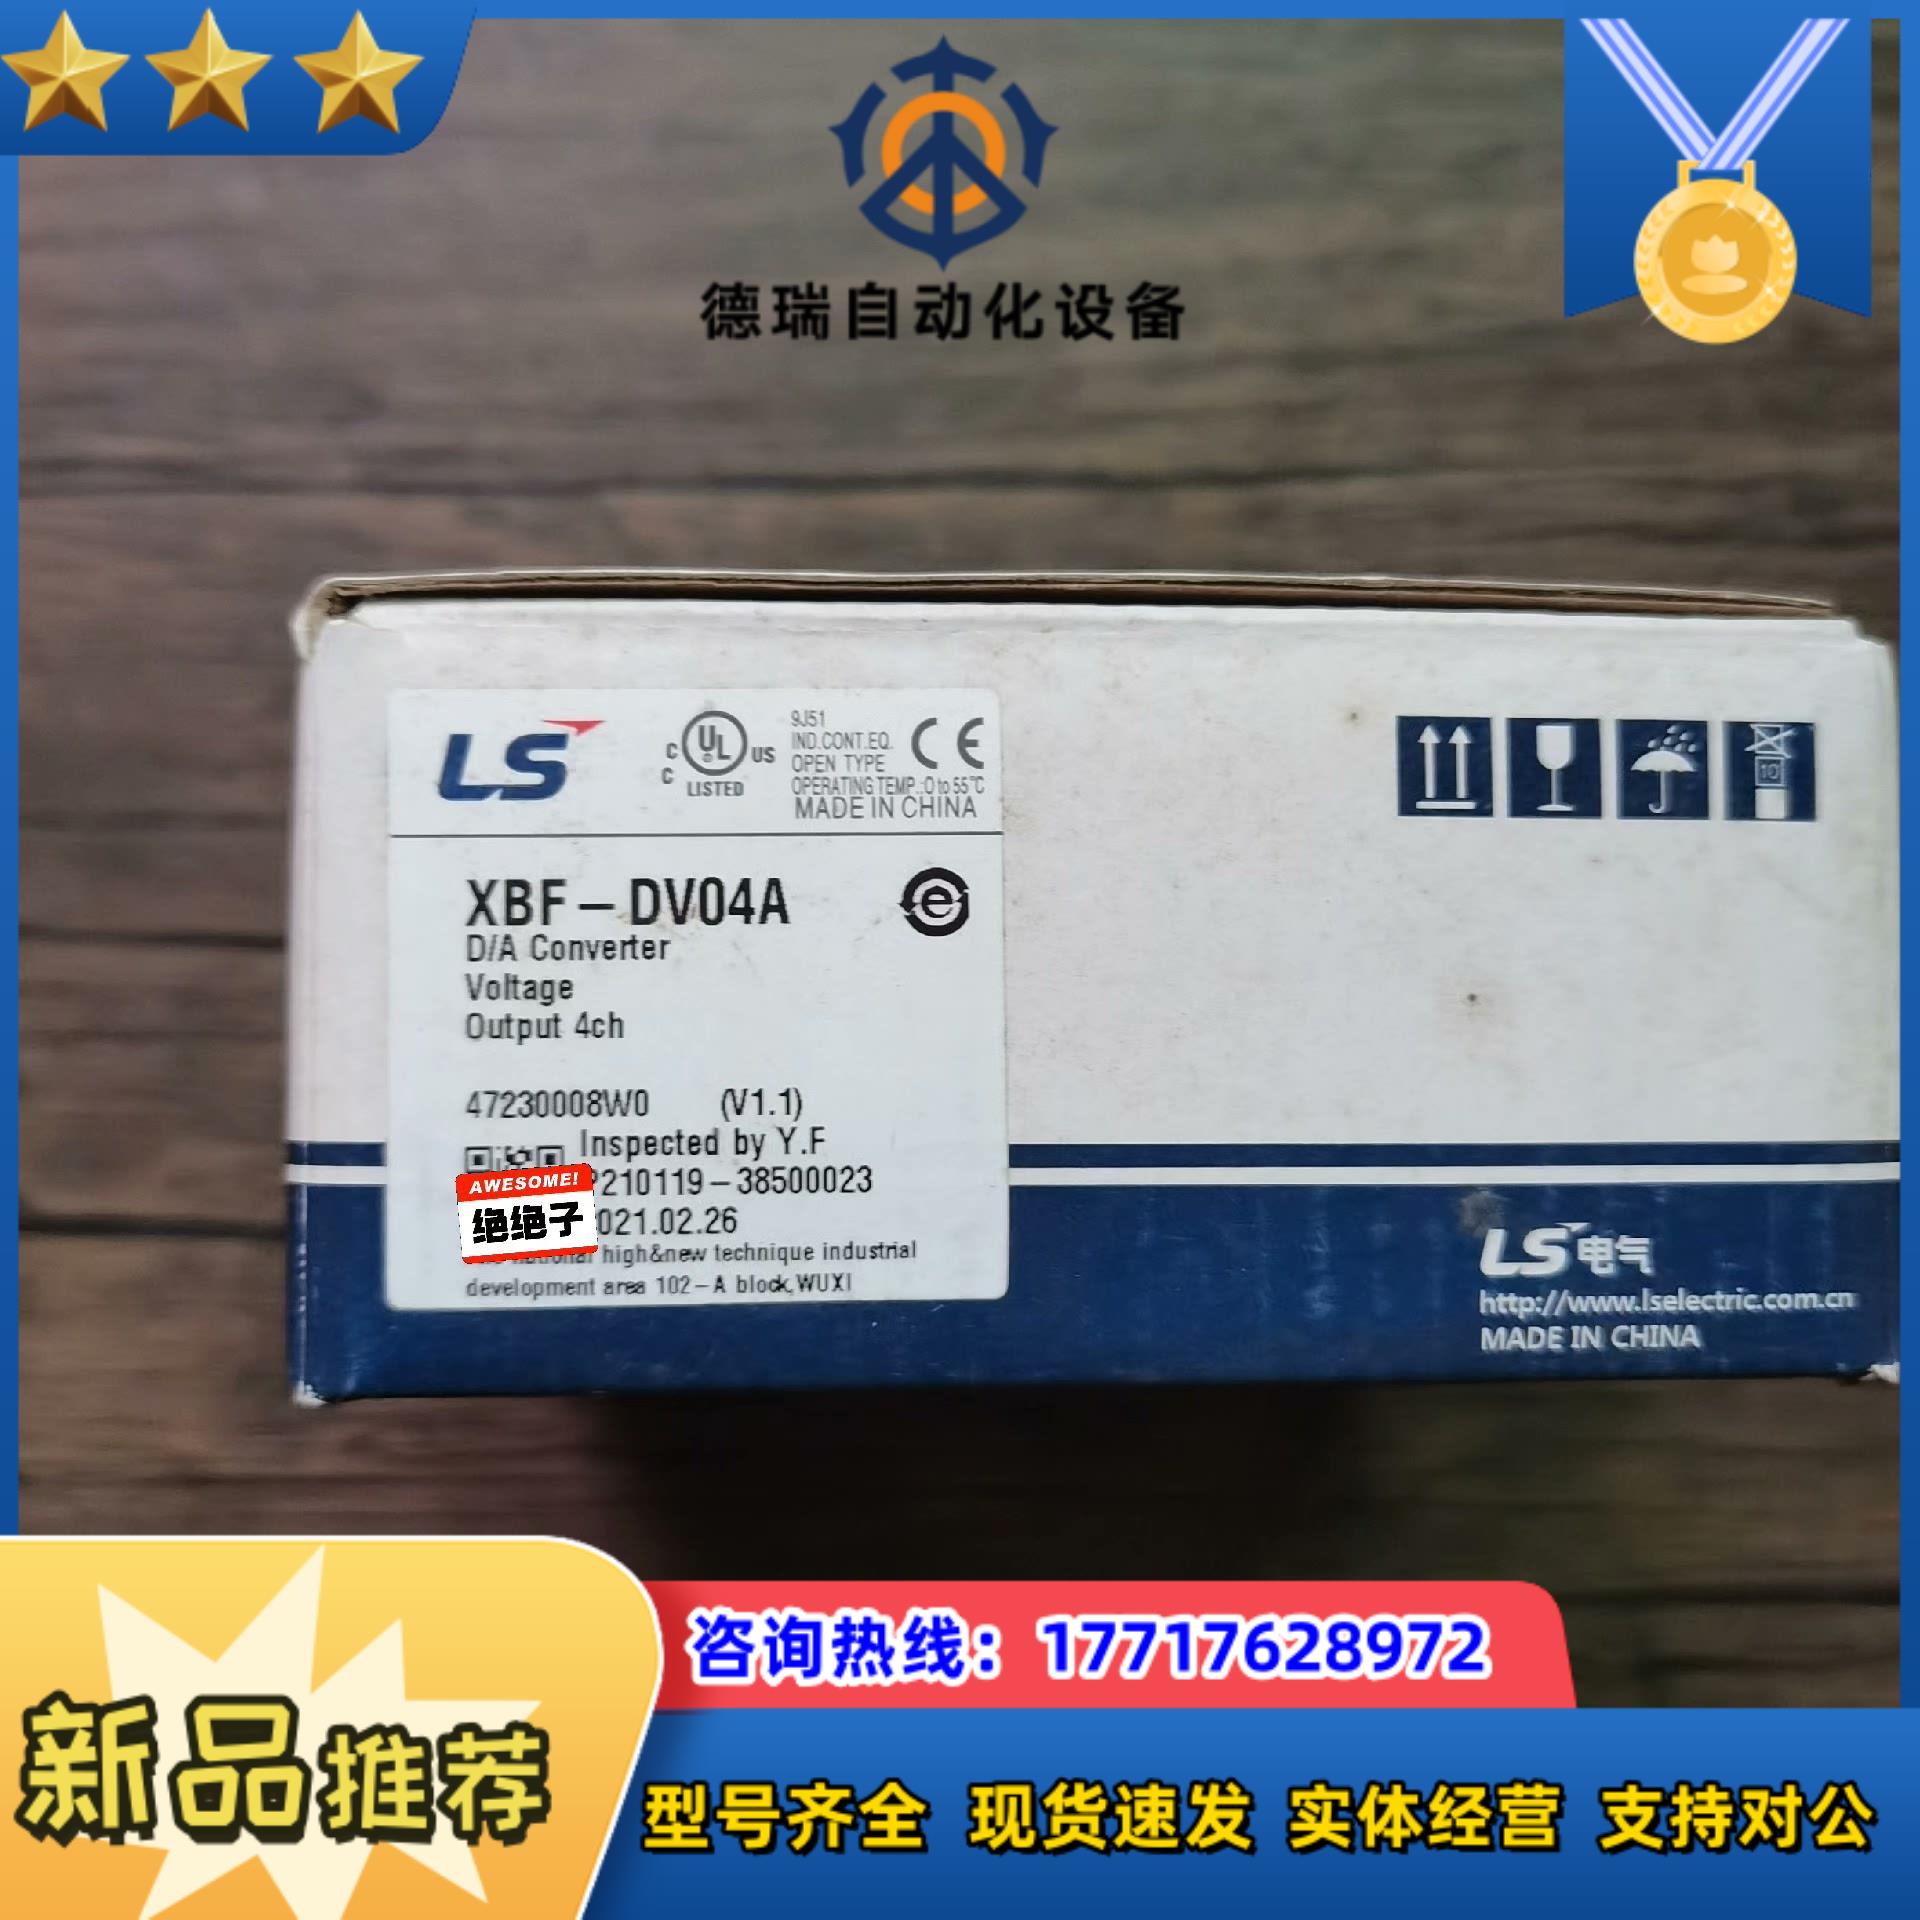 德瑞自动化设备
LS
C UL US
C LISTED
9J51
IND.CONT.EQ.
OPEN TYPE
OPERATING TEMP.:0 to 55℃
MADE IN CHINA
CE
XBF-DV04A
e
D/A Converter
Voltage
Output 4ch
47230008W0 (V1.1)
Inspected by Y.F
210119-38500023
021.02.26
high&new technique industrial
development area 102-A block,WUXI
AWESOME!
绝绝子
10
LS电气
http://www.lselectric.com.cn
MADE IN CHINA
咨询热线：17717628972
新品推荐
型号齐全 现货速发 实体经营 支持对公